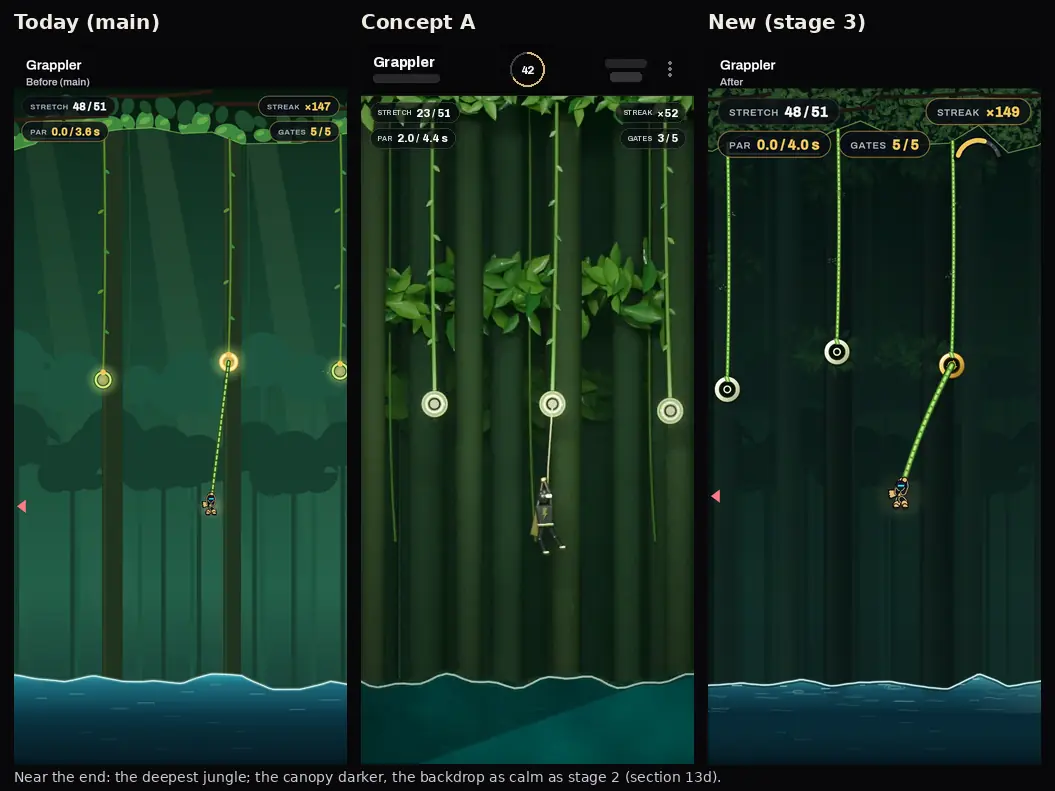 Today (main)
Grappler
Before (main)
STRETCH 48/51
STREAK ×147
PAR 0.0/3.6 s
GATES 5/5
Concept A
Grappler
42
STRETCH 23/51
STREAK ×52
PAR 2.0/4.4 s
GATES 3/5
New (stage 3)
Grappler
After
STRETCH 48/51
STREAK ×149
PAR 0.0/4.0 s
GATES 5/5
Near the end: the deepest jungle; the canopy darker, the backdrop as calm as stage 2 (section 13d).